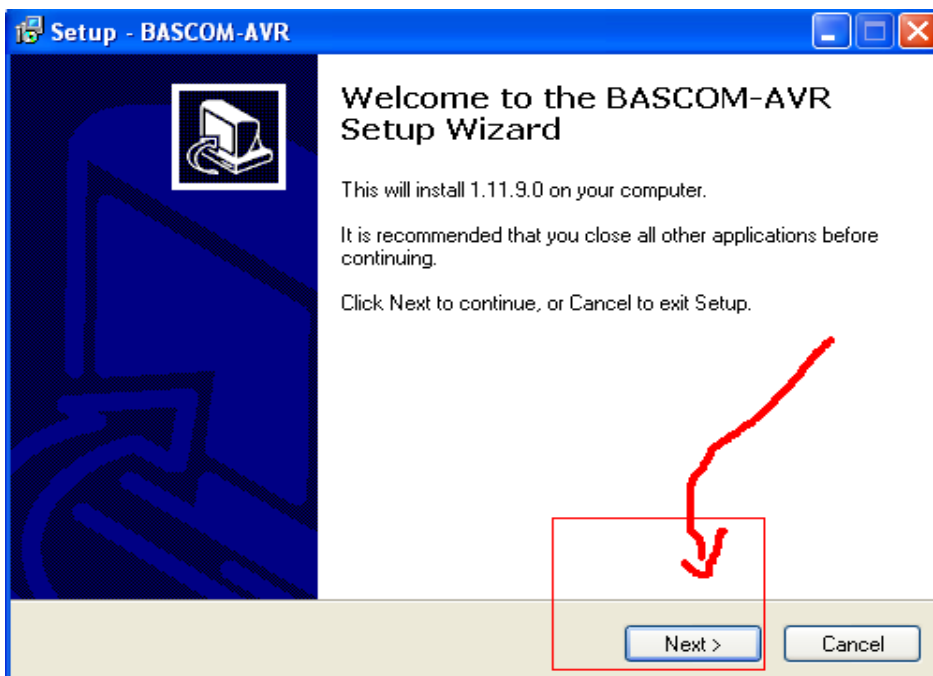 Setup - BASCOM-AVR
Welcome to the BASCOM-AVR
Setup Wizard
This will install 1.11.9.0 on your computer.
It is recommended that you close all other applications before
continuing.
Click Next to continue, or Cancel to exit Setup.
Next >
Cancel